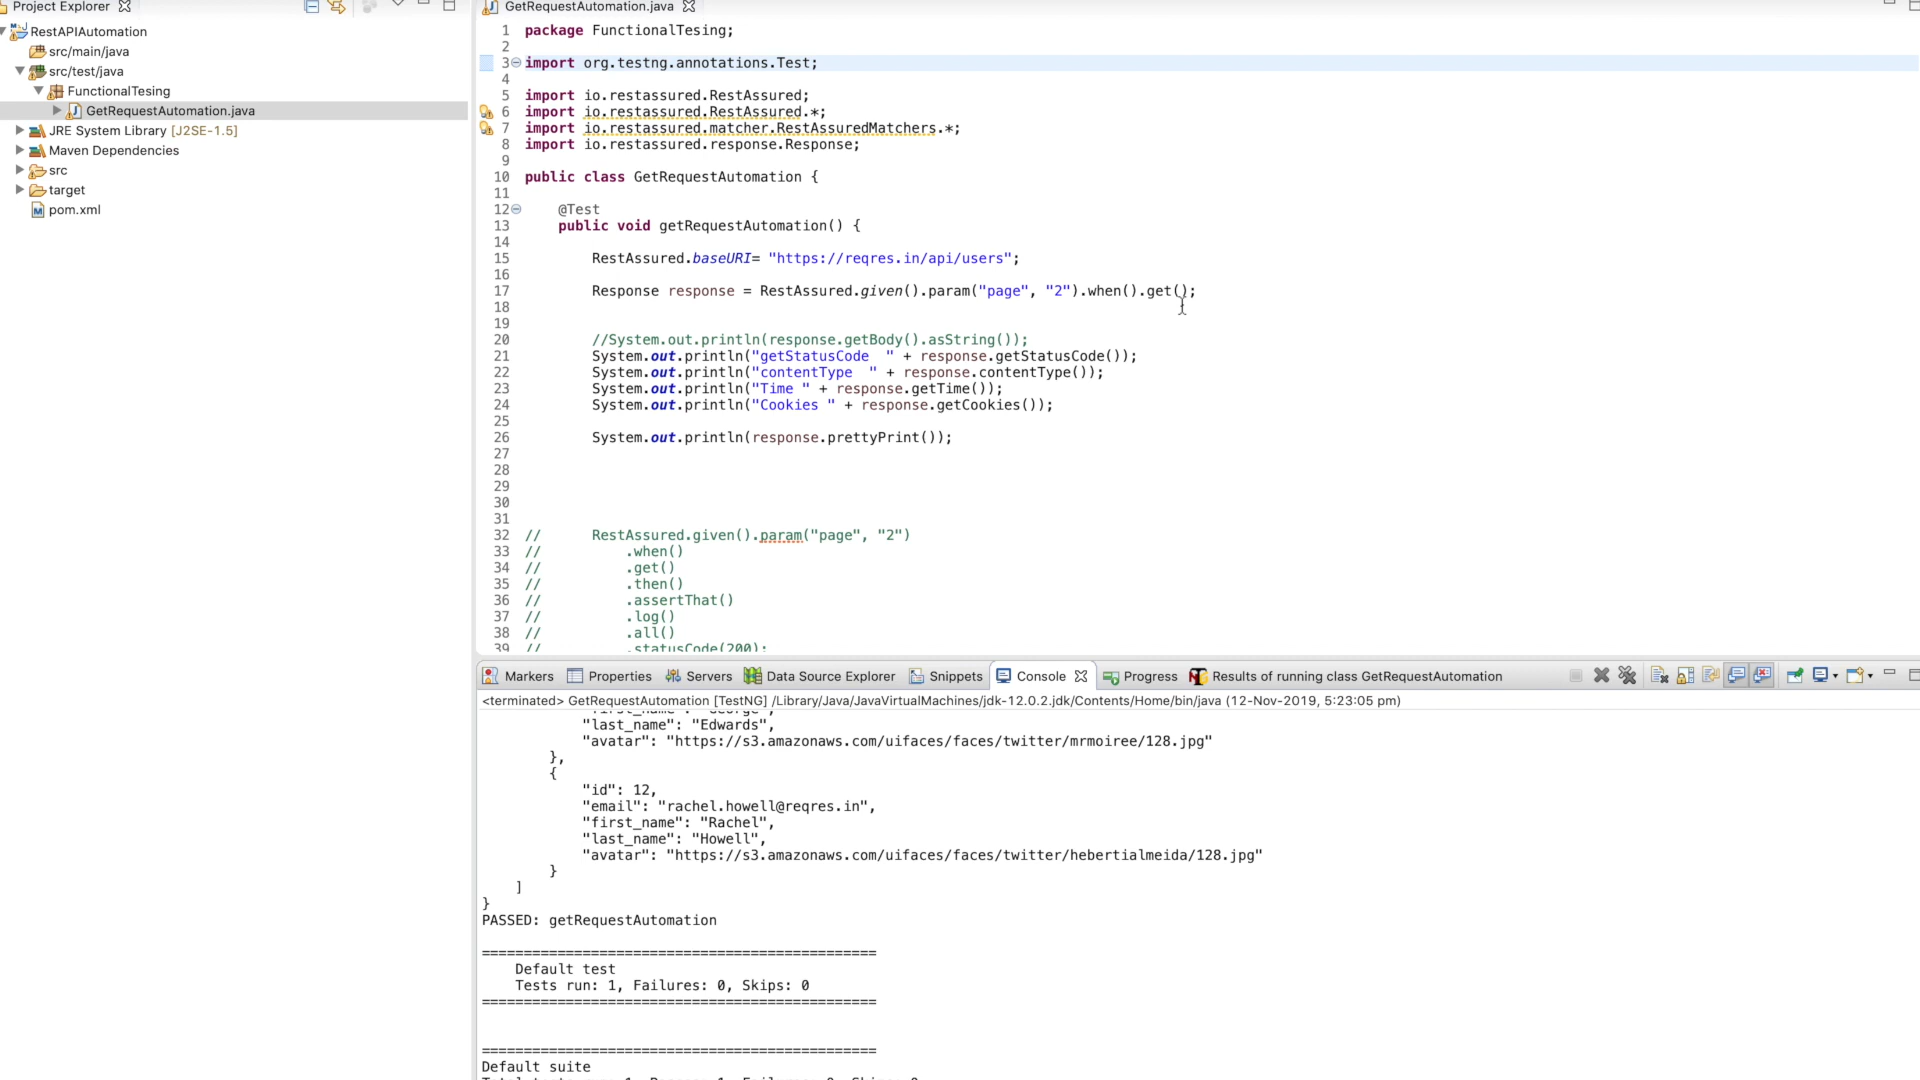 Project Explorer
RestAPIAutomation
src/main/java
src/test/java
FunctionalTesing
GetRequestAutomation.java
JRE System Library [J2SE-1.5]
Maven Dependencies
src
target
pom.xml
GetRequestAutomation.java
1 package FunctionalTesing;
2
3 import org.testng.annotations.Test;
4
5 import io.restassured.RestAssured;
6 import io.restassured.RestAssured.*;
7 import io.restassured.matcher.RestAssuredMatchers.*;
8 import io.restassured.response.Response;
9
10 public class GetRequestAutomation {
11
12 @Test
13 public void getRequestAutomation() {
14
15 RestAssured.baseURI= "https://reqres.in/api/users";
16
17 Response response = RestAssured.given().param("page", "2").when().get();
18
19
20 //System.out.println(response.getBody().asString());
21 System.out.println("getStatusCode  " + response.getStatusCode());
22 System.out.println("contentType  " + response.contentType());
23 System.out.println("Time " + response.getTime());
24 System.out.println("Cookies " + response.getCookies());
25
26 System.out.println(response.prettyPrint());
27
28
29
30
31
32 // RestAssured.given().param("page", "2")
33 // .when()
34 // .get()
35 // .then()
36 // .assertThat()
37 // .log()
38 // .all()
39 // .statusCode(200);
Markers Properties Servers Data Source Explorer Snippets Console Progress Results of running class GetRequestAutomation
<terminated> GetRequestAutomation [TestNG] /Library/Java/JavaVirtualMachines/jdk-12.0.2.jdk/Contents/Home/bin/java (12-Nov-2019, 5:23:05 pm)
"first_name": "George",
"last_name": "Edwards",
"avatar": "https://s3.amazonaws.com/uifaces/faces/twitter/mrmoiree/128.jpg"
},
{
"id": 12,
"email": "rachel.howell@reqres.in",
"first_name": "Rachel",
"last_name": "Howell",
"avatar": "https://s3.amazonaws.com/uifaces/faces/twitter/hebertialmeida/128.jpg"
}
]
}
PASSED: getRequestAutomation
===============================================
Default test
Tests run: 1, Failures: 0, Skips: 0
===============================================
===============================================
Default suite